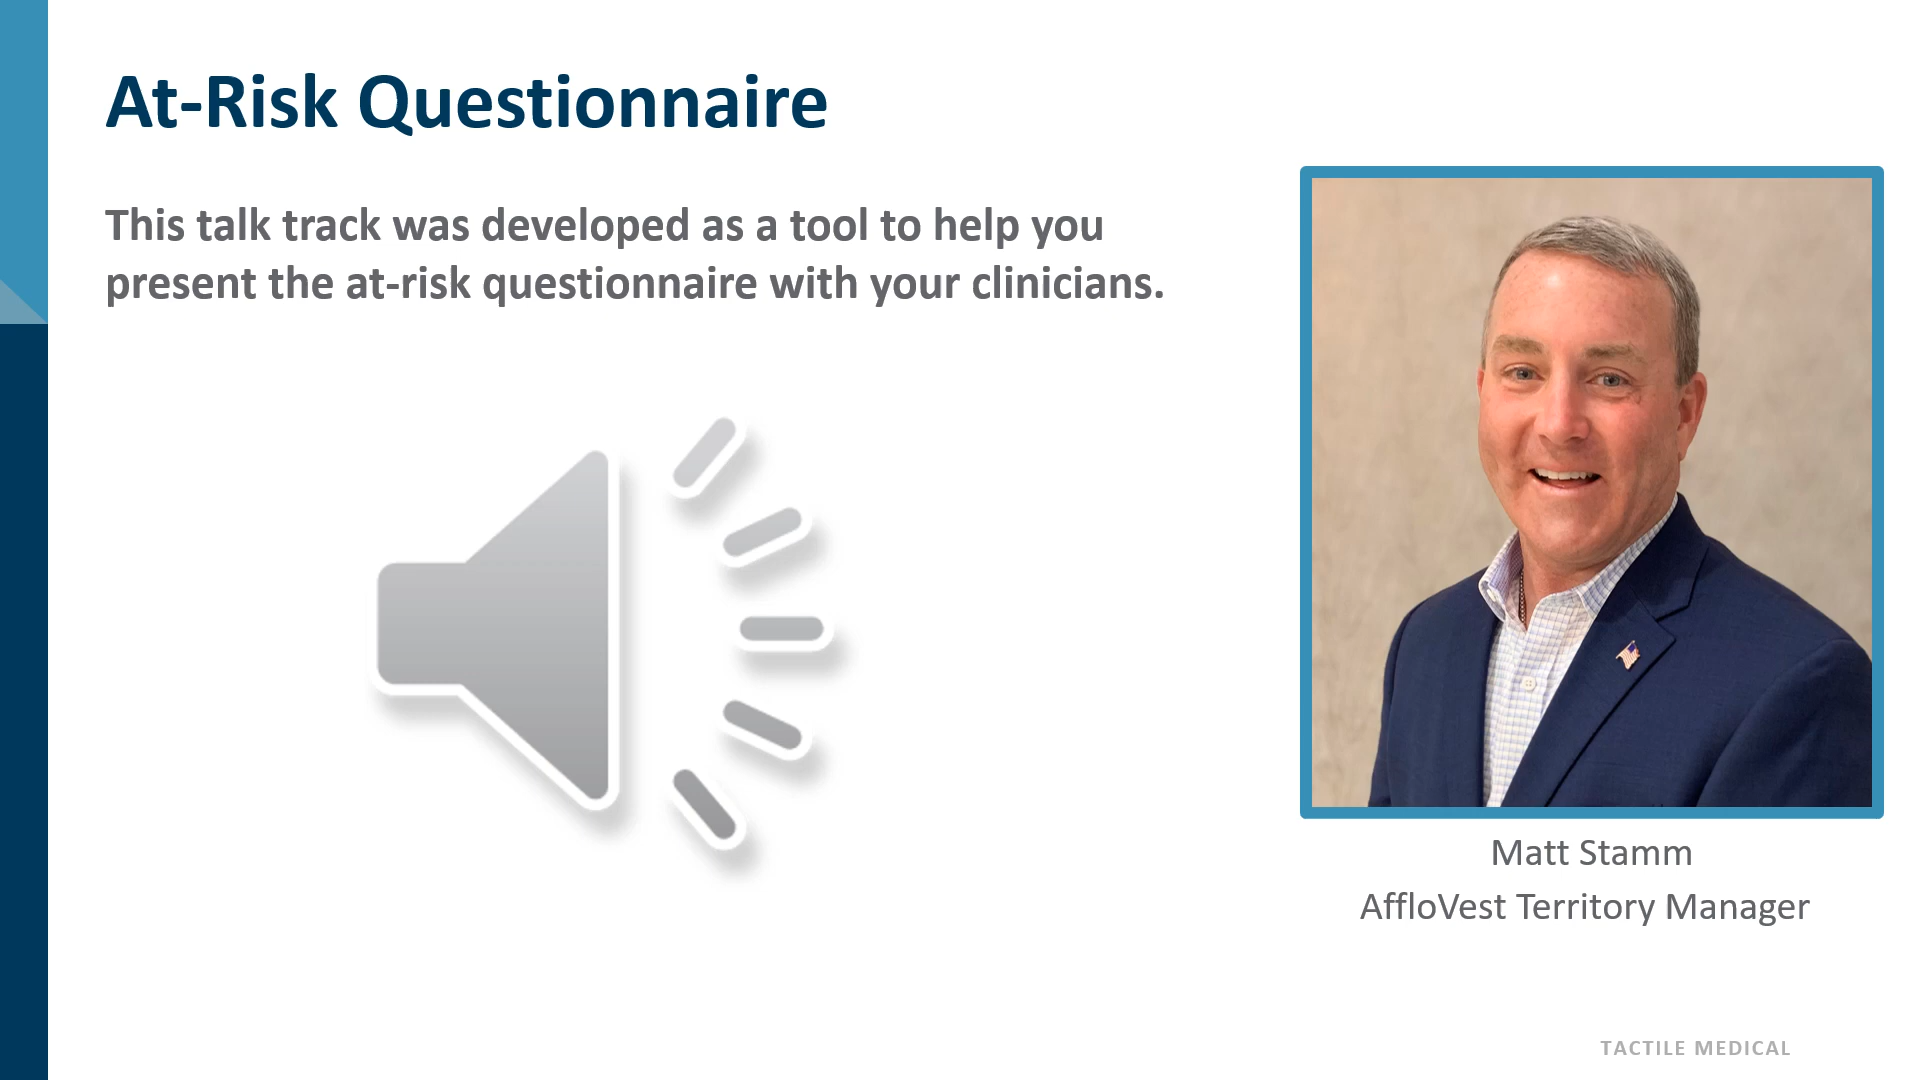 At-Risk Questionnaire
This talk track was developed as a tool to help you
present the at-risk questionnaire with your clinicians.
Matt Stamm
AffloVest Territory Manager
TACTILE MEDICAL